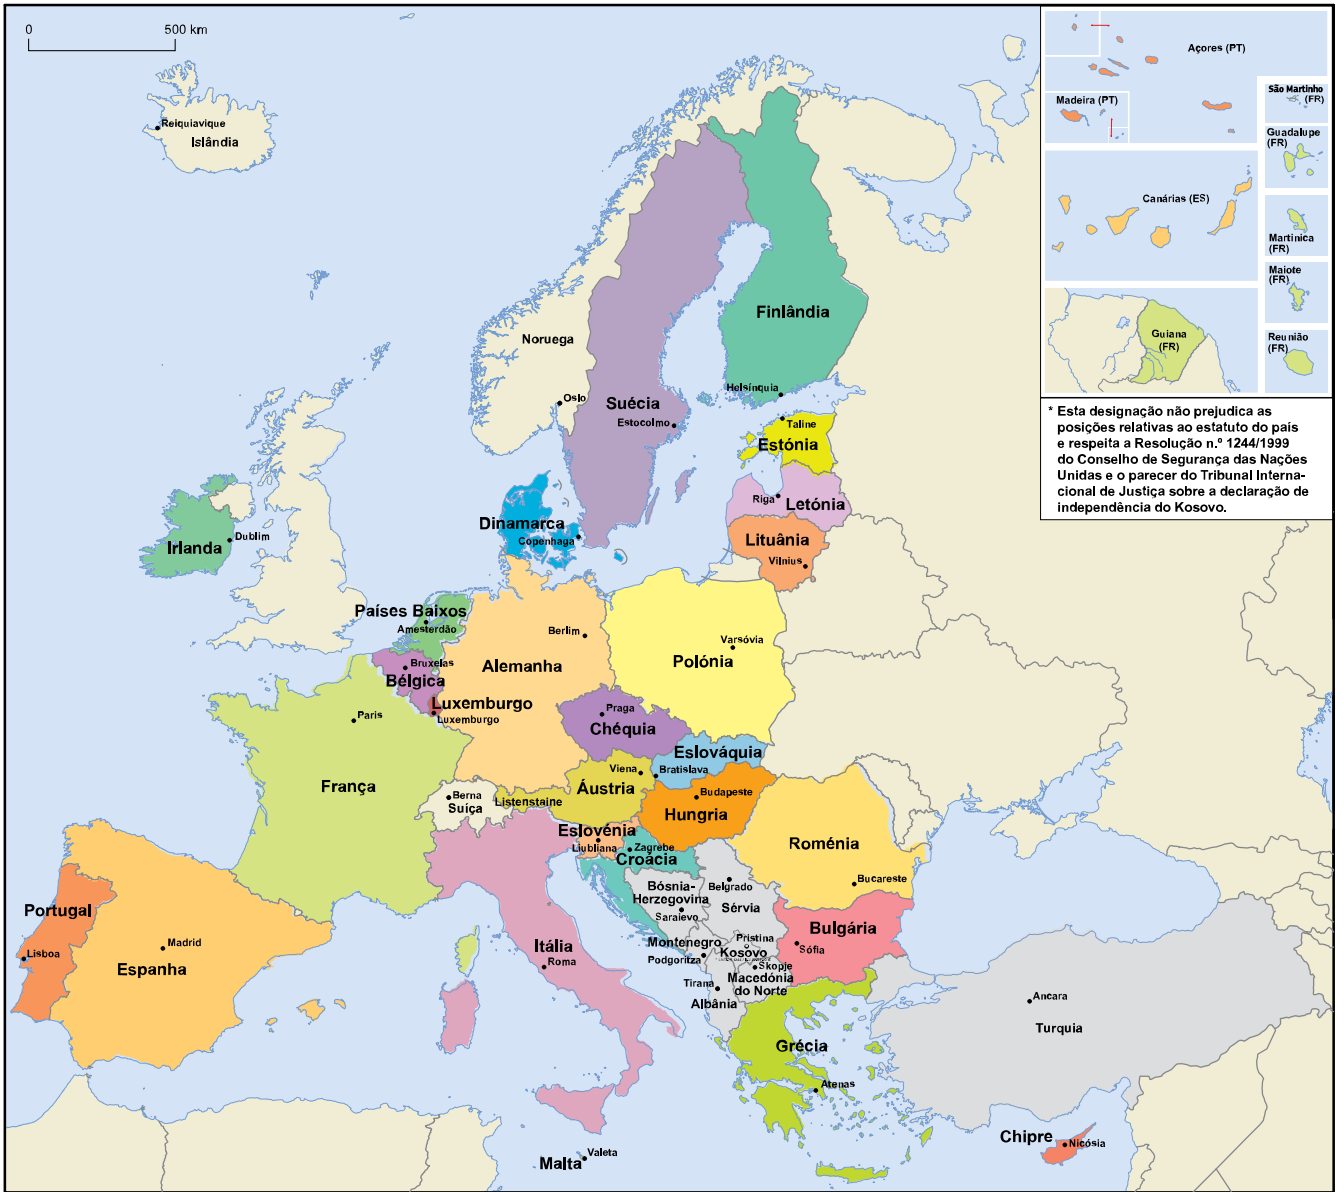 0 500 km
Reiquiavique
Islândia
Açores (PT)
Madeira (PT)
São Martinho
(FR)
Guadalupe
(FR)
Canárias (ES)
Martinica
(FR)
Maiote
(FR)
Guiana
(FR)
Reunião
(FR)
* Esta designação não prejudica as
posições relativas ao estatuto do país
e respeita a Resolução n.º 1244/1999
do Conselho de Segurança das Nações
Unidas e o parecer do Tribunal Interna-
cional de Justiça sobre a declaração de
independência do Kosovo.
Finlândia
Noruega
Helsínquia
Oslo
Suécia
Estocolmo
Taline
Estónia
Riga
Letónia
Dinamarca
Copenhaga
Lituânia
Vilnius
Dublim
Irlanda
Países Baixos
Amesterdão
Berlim
Varsóvia
Polónia
Alemanha
Bruxelas
Bélgica
Luxemburgo
Luxemburgo
Paris
Praga
Chéquia
Eslováquia
Viena
Bratislava
França
Áustria
Berna
Suíça
Listenstaine
Budapeste
Hungria
Eslovénia
Liubliana
Zagrebe
Croácia
Roménia
Bucareste
Bósnia-
Herzegovina
Saraievo
Belgrado
Sérvia
Portugal
Lisboa
Madrid
Espanha
Itália
Roma
Montenegro
Podgoritza
Pristina
Kosovo
Bulgária
Sófia
Skopje
Macedónia
do Norte
Tirana
Albânia
Ancara
Turquia
Grécia
Atenas
Chipre
Nicósia
Malta
Valeta